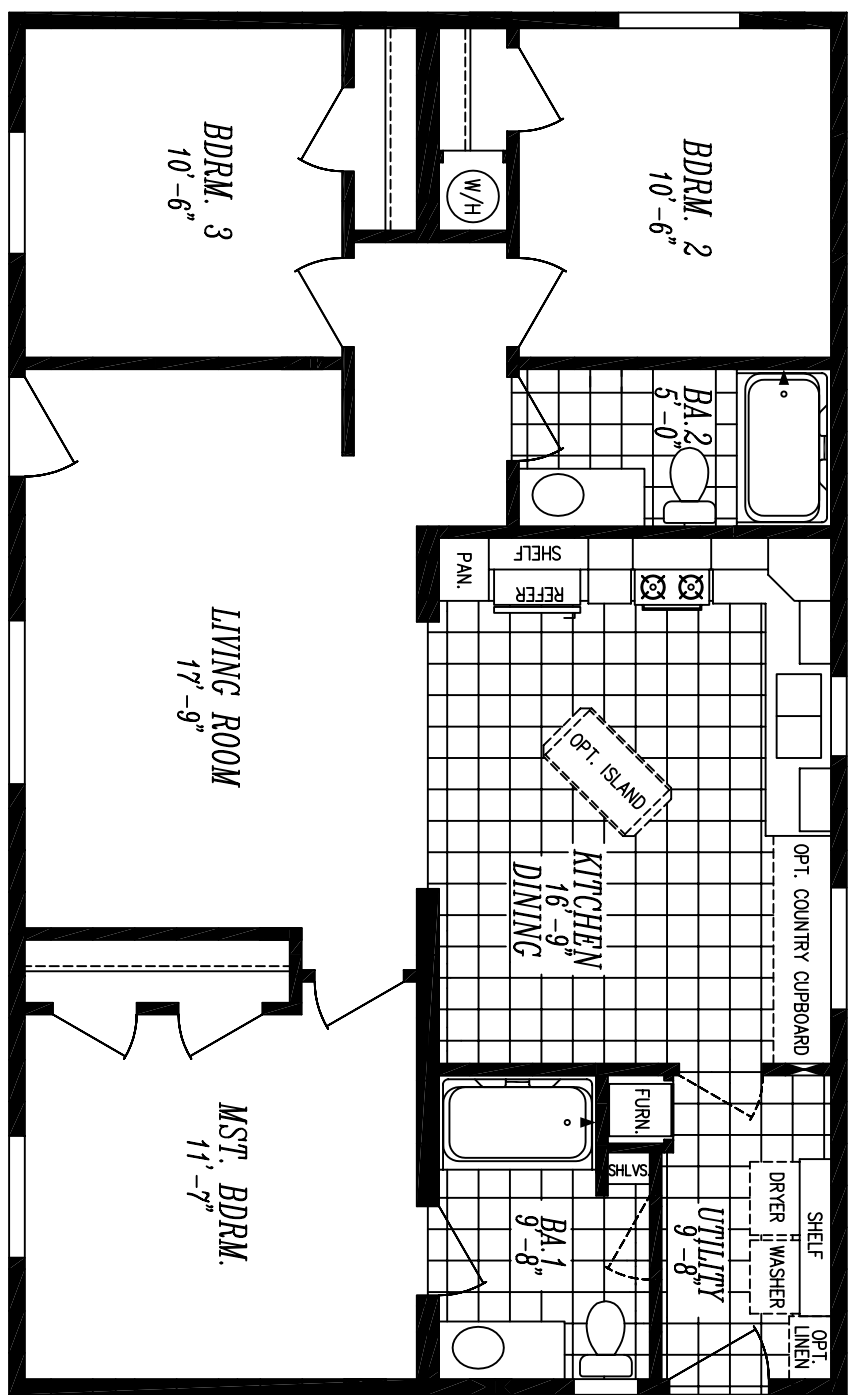 BDRM. 2
10'-6"
BA.2
5'-0"
SHELF
REFER
PAN.
OPT. ISLAND
KITCHEN
16'-9"
DINING
OPT. COUNTRY CUPBOARD
FURN.
SHLVS.
UTILITY
9'-8"
DRYER
WASHER
SHELF
OPT.
LINEN
W/H
BDRM. 3
10'-6"
LIVING ROOM
17'-9"
MST. BDRM.
11'-7"
BA.1
9'-8"